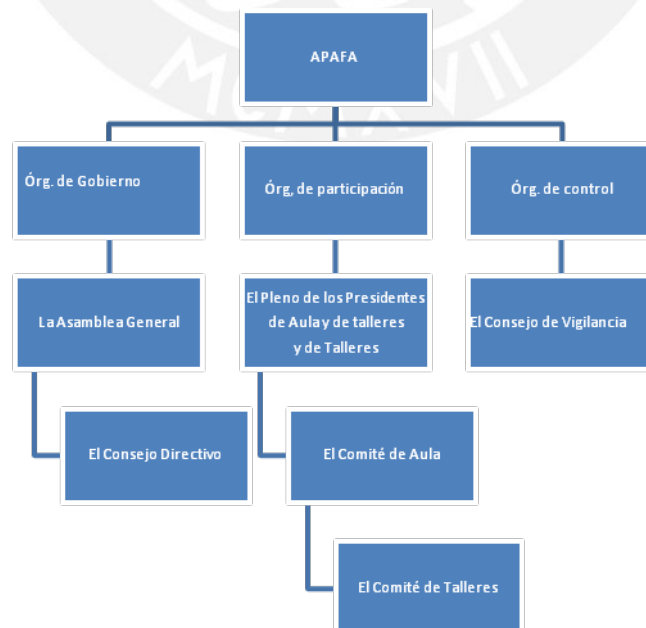 MCMXVII
APAFA
Órg. de Gobierno
Órg, de participación
Órg. de control
La Asamblea General
El Pleno de los Presidentes
de Aula y de talleres
y de Talleres
El Consejo de Vigilancia
El Consejo Directivo
El Comité de Aula
El Comité de Talleres